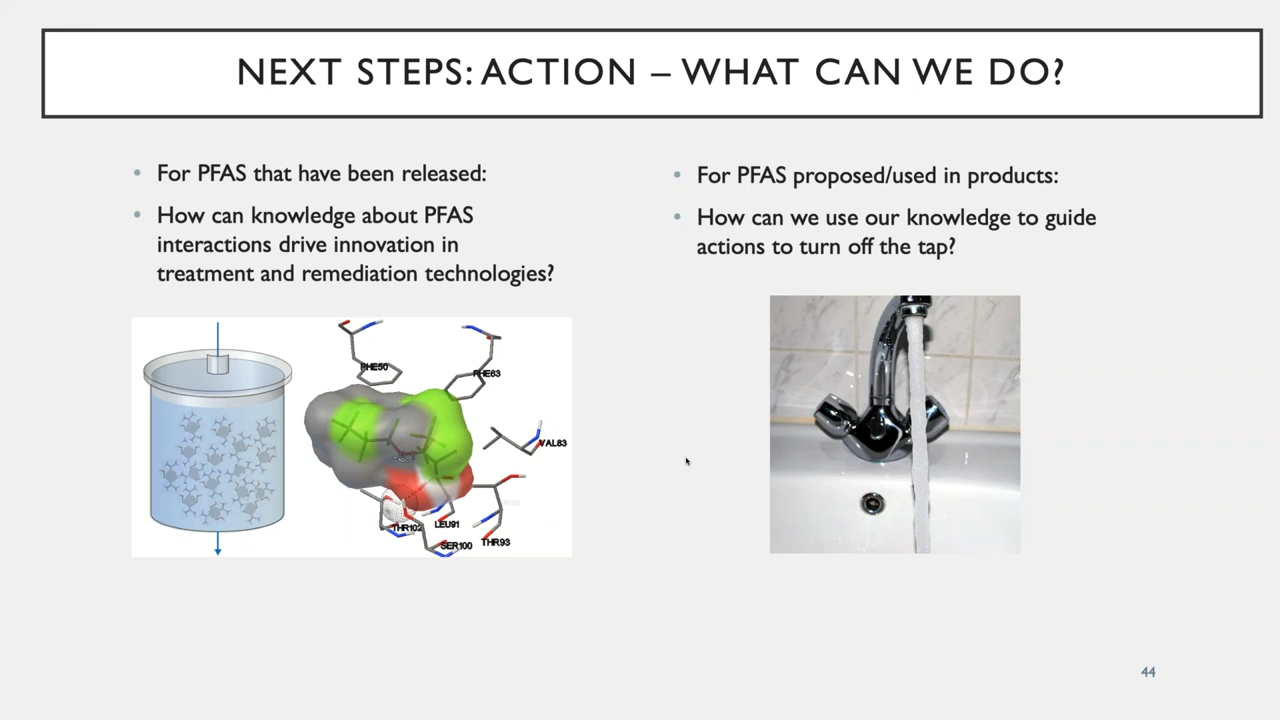 NEXT STEPS: ACTION – WHAT CAN WE DO?
• For PFAS that have been released:
• How can knowledge about PFAS
interactions drive innovation in
treatment and remediation technologies?
• For PFAS proposed/used in products:
• How can we use our knowledge to guide
actions to turn off the tap?
PHE50
PHE63
VAL83
THR102
LEU91
SER100
THR93
44